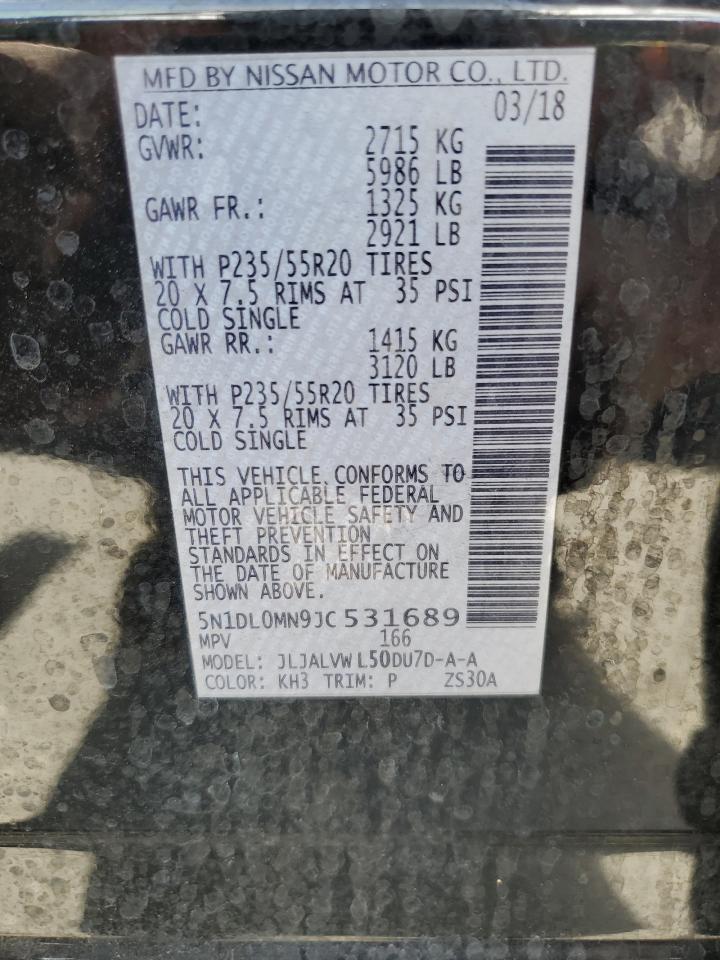 MFD BY NISSAN MOTOR CO., LTD.
DATE: 03/18
GVWR: 2715 KG
5986 LB
GAWR FR.: 1325 KG
2921 LB
WITH P235/55R20 TIRES
20 X 7.5 RIMS AT 35 PSI
COLD SINGLE
GAWR RR.: 1415 KG
3120 LB
WITH P235/55R20 TIRES
20 X 7.5 RIMS AT 35 PSI
COLD SINGLE
THIS VEHICLE CONFORMS TO
ALL APPLICABLE FEDERAL
MOTOR VEHICLE SAFETY AND
THEFT PREVENTION
STANDARDS IN EFFECT ON
THE DATE OF MANUFACTURE
SHOWN ABOVE.
5N1DL0MN9JC531689
MPV 166
MODEL: JLJALVWL50DU7D-A-A
COLOR: KH3 TRIM: P ZS30A